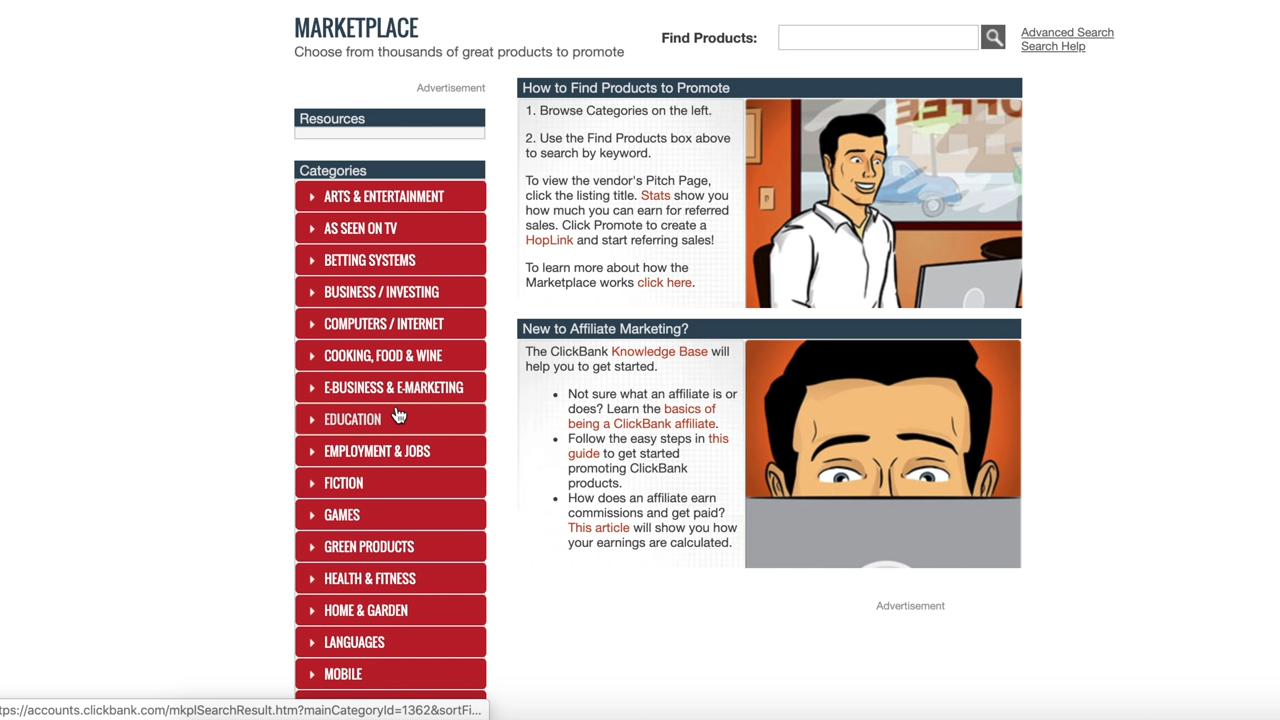 MARKETPLACE
Choose from thousands of great products to promote
Find Products:
Advanced Search
Search Help
Advertisement
Resources
Categories
ARTS & ENTERTAINMENT
AS SEEN ON TV
BETTING SYSTEMS
BUSINESS / INVESTING
COMPUTERS / INTERNET
COOKING, FOOD & WINE
E-BUSINESS & E-MARKETING
EDUCATION
EMPLOYMENT & JOBS
FICTION
GAMES
GREEN PRODUCTS
HEALTH & FITNESS
HOME & GARDEN
LANGUAGES
MOBILE
How to Find Products to Promote
1. Browse Categories on the left.
2. Use the Find Products box above
to search by keyword.
To view the vendor's Pitch Page,
click the listing title. Stats show you
how much you can earn for referred
sales. Click Promote to create a
HopLink and start referring sales!
To learn more about how the
Marketplace works click here.
New to Affiliate Marketing?
The ClickBank Knowledge Base will
help you to get started.
• Not sure what an affiliate is or
does? Learn the basics of
being a ClickBank affiliate.
• Follow the easy steps in this
guide to get started
promoting ClickBank
products.
• How does an affiliate earn
commissions and get paid?
This article will show you how
your earnings are calculated.
Advertisement
tps://accounts.clickbank.com/mkplSearchResult.htm?mainCategoryId=1362&sortFi...